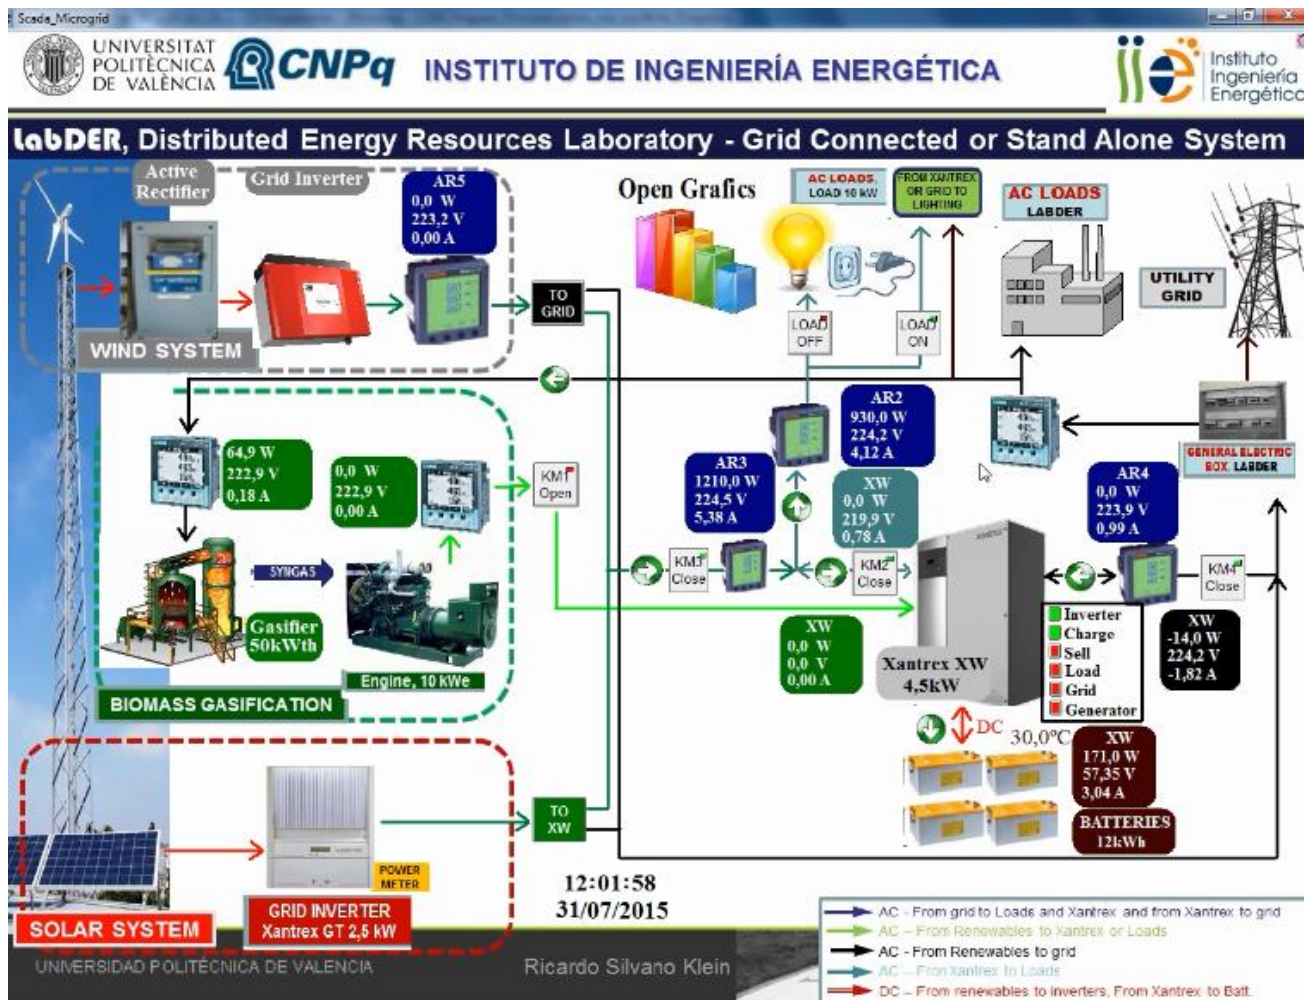 Scada_Microgrid
UNIVERSITAT
POLITÈCNICA
DE VALÈNCIA
CNPq
INSTITUTO DE INGENIERÍA ENERGÉTICA
iie
Instituto
Ingeniería
Energética
LabDER, Distributed Energy Resources Laboratory - Grid Connected or Stand Alone System
Active
Rectifier
Grid Inverter
AR5
0,0 W
223,2 V
0,00 A
WIND SYSTEM
TO
GRID
Open Grafics
AC LOADS,
LOAD 10 kW
FROM XANTREX
OR GRID TO
LIGHTING
AC LOADS
LABDER
UTILITY
GRID
LOAD
OFF
LOAD
ON
GENERAL ELECTRIC
BOX, LABDER
64,9 W
222,9 V
0,18 A
0,0 W
222,9 V
0,00 A
KM1
Open
AR2
930,0 W
224,2 V
4,12 A
AR3
1210,0 W
224,5 V
5,38 A
XW
0,0 W
219,9 V
0,78 A
AR4
0,0 W
223,9 V
0,99 A
KM3
Close
KM2
Close
KM4
Close
SYNGAS
Gasifier
50kWth
Engine, 10 kWe
BIOMASS GASIFICATION
XW
0,0 W
0,0 V
0,00 A
XANTREX
Xantrex XW
4,5kW
Inverter
Charge
Sell
Load
Grid
Generator
XW
-14,0 W
224,2 V
-1,82 A
DC
30,0ºC
XW
171,0 W
57,35 V
3,04 A
BATTERIES
12kWh
TO
XW
POWER
METER
GRID INVERTER
Xantrex GT 2,5 kW
SOLAR SYSTEM
12:01:58
31/07/2015
AC - From grid to Loads and Xantrex and from Xantrex to grid
AC - From Renewables to Xantrex or Loads
AC - From Renewables to grid
AC - From Xantrex to Loads
DC - From renewables to inverters, From Xantrex to Batt.
UNIVERSIDAD POLITÉCNICA DE VALENCIA
Ricardo Silvano Klein